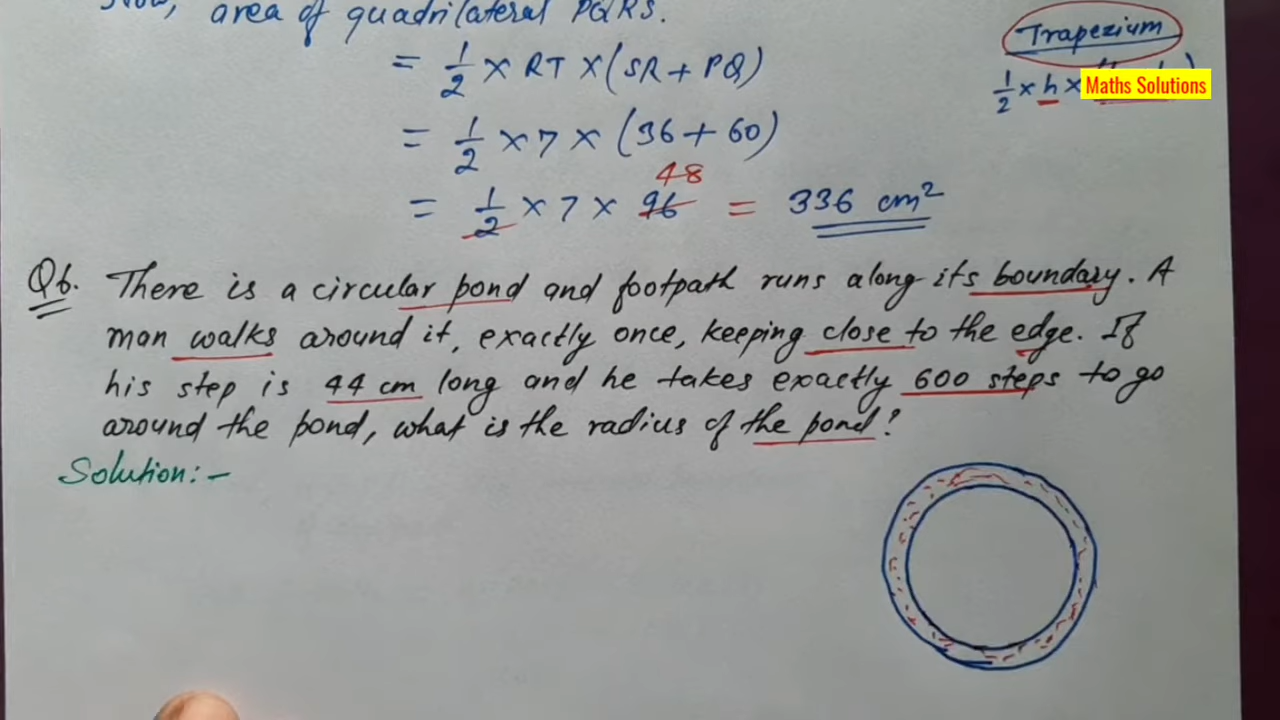 Now, area of quadrilateral PQRS.
= 1/2 × RT × (SR + PQ)
= 1/2 × 7 × (36 + 60)
48
= 1/2 × 7 × 96 = 336 cm²
Trapezium
1/2 × h ×
Maths Solutions
Q6. There is a circular pond and footpath runs along its boundary. A
man walks around it, exactly once, keeping close to the edge. If
his step is 44 cm long and he takes exactly 600 steps to go
around the pond, what is the radius of the pond?
Solution:-